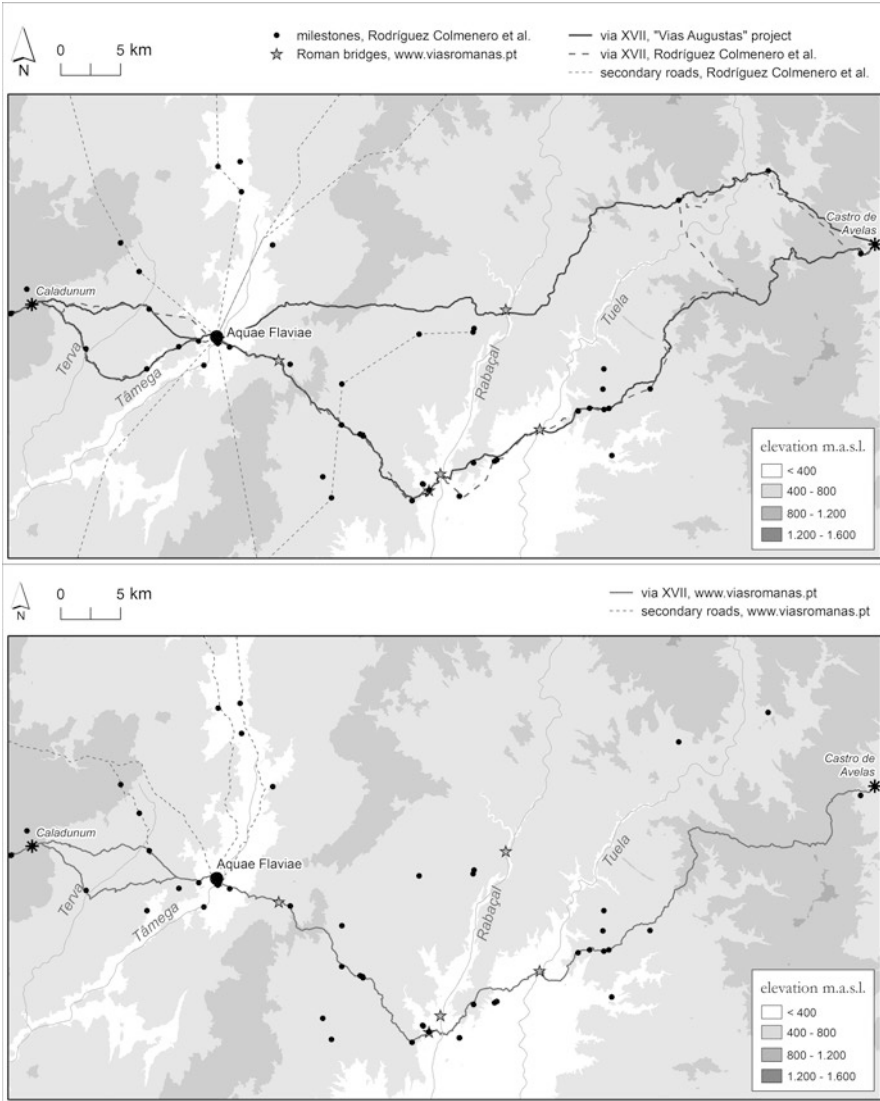 N
0 5 km
milestones, Rodríguez Colmenero et al.
Roman bridges, www.viasromanas.pt
via XVII, "Vias Augustas" project
via XVII, Rodríguez Colmenero et al.
secondary roads, Rodríguez Colmenero et al.
Castro de
Avelas
Caladunum
Aquae Flaviae
Terva
Tâmega
Rabaçal
Tuela
elevation m.a.s.l.
< 400
400 - 800
800 - 1.200
1.200 - 1.600
N
0 5 km
via XVII, www.viasromanas.pt
secondary roads, www.viasromanas.pt
Castro de
Avelas
Caladunum
Aquae Flaviae
Terva
Tâmega
Rabaçal
Tuela
elevation m.a.s.l.
< 400
400 - 800
800 - 1.200
1.200 - 1.600